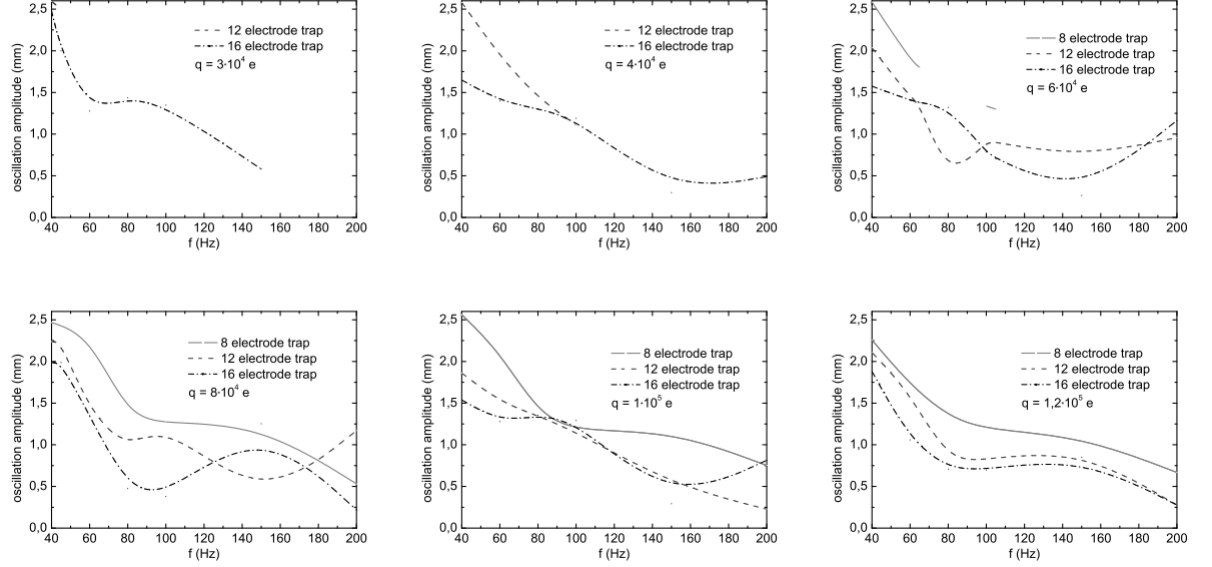 2,5
2,0
1,5
1,0
0,5
0,0
oscillation amplitude (mm)
12 electrode trap
16 electrode trap
q = 3·10⁴ e
40 60 80 100 120 140 160 180 200
f (Hz)
2,5
2,0
1,5
1,0
0,5
0,0
oscillation amplitude (mm)
12 electrode trap
16 electrode trap
q = 4·10⁴ e
40 60 80 100 120 140 160 180 200
f (Hz)
2,5
2,0
1,5
1,0
0,5
0,0
oscillation amplitude (mm)
8 electrode trap
12 electrode trap
16 electrode trap
q = 6·10⁴ e
40 60 80 100 120 140 160 180 200
f (Hz)
2,5
2,0
1,5
1,0
0,5
0,0
oscillation amplitude (mm)
8 electrode trap
12 electrode trap
16 electrode trap
q = 8·10⁴ e
40 60 80 100 120 140 160 180 200
f (Hz)
2,5
2,0
1,5
1,0
0,5
0,0
oscillation amplitude (mm)
8 electrode trap
12 electrode trap
16 electrode trap
q = 1·10⁵ e
40 60 80 100 120 140 160 180 200
f (Hz)
2,5
2,0
1,5
1,0
0,5
0,0
oscillation amplitude (mm)
8 electrode trap
12 electrode trap
16 electrode trap
q = 1,2·10⁵ e
40 60 80 100 120 140 160 180 200
f (Hz)